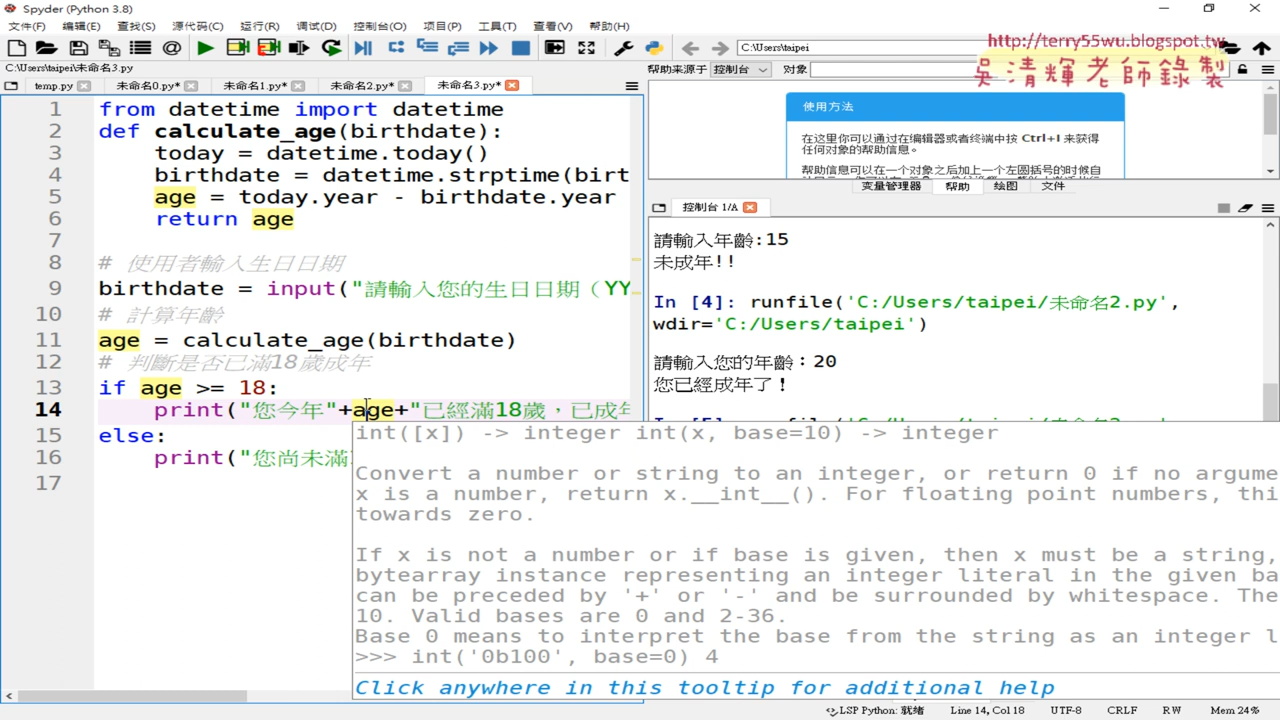 Spyder (Python 3.8)
文件(F) 编辑(E) 查找(S) 源代码(C) 运行(R) 调试(D) 控制台(O) 项目(P) 工具(T) 查看(V) 帮助(H)
C:\Users\taipei
http://terry55wu.blogspot.tw
吳清輝老師錄製
C:\Users\taipei\未命名3.py
temp.py 未命名0.py* 未命名1.py* 未命名2.py* 未命名3.py*
1 from datetime import datetime
2 def calculate_age(birthdate):
3 today = datetime.today()
4 birthdate = datetime.strptime(birt
5 age = today.year - birthdate.year
6 return age
7
8 # 使用者輸入生日日期
9 birthdate = input("請輸入您的生日日期（YY
10 # 計算年齡
11 age = calculate_age(birthdate)
12 # 判斷是否已滿18歲成年
13 if age >= 18:
14 print("您今年"+age+"已經滿18歲，已成年
15 else:
16 print("您尚未滿
17
帮助来源于 控制台 对象
使用方法
在这里你可以通过在编辑器或者终端中按 Ctrl+I 来获得
任何对象的帮助信息。
帮助信息可以在一个对象之后加上一个左圆括号的时候自
变量管理器 帮助 绘图 文件
控制台 1/A
請輸入年齡:15
未成年!!
In [4]: runfile('C:/Users/taipei/未命名2.py',
wdir='C:/Users/taipei')
請輸入您的年齡：20
您已經成年了！
int([x]) -> integer int(x, base=10) -> integer
Convert a number or string to an integer, or return 0 if no argume
x is a number, return x.__int__(). For floating point numbers, thi
towards zero.
If x is not a number or if base is given, then x must be a string,
bytearray instance representing an integer literal in the given ba
can be preceded by '+' or '-' and be surrounded by whitespace. The
10. Valid bases are 0 and 2-36.
Base 0 means to interpret the base from the string as an integer l
>>> int('0b100', base=0) 4
Click anywhere in this tooltip for additional help
LSP Python: 就绪 Line 14, Col 18 UTF-8 CRLF RW Mem 24%